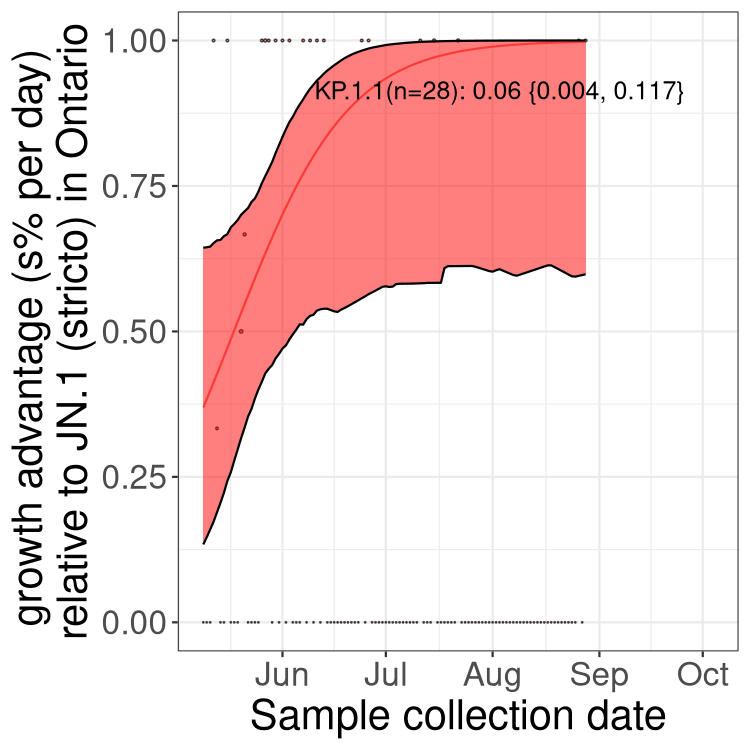 growth advantage (s% per day)
relative to JN.1 (stricto) in Ontario
1.00
0.75
0.50
0.25
0.00
KP.1.1(n=28): 0.06 {0.004, 0.117}
Jun Jul Aug Sep Oct
Sample collection date